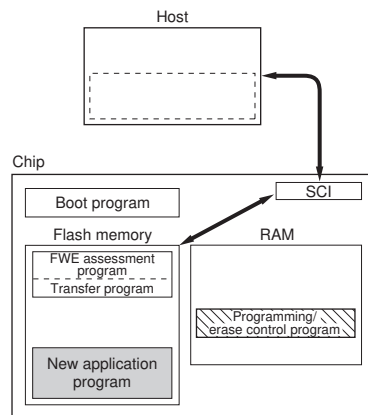 Host
Chip
SCI
Boot program
Flash memory
RAM
FWE assessment
program
Transfer program
Programming/
erase control program
New application
program